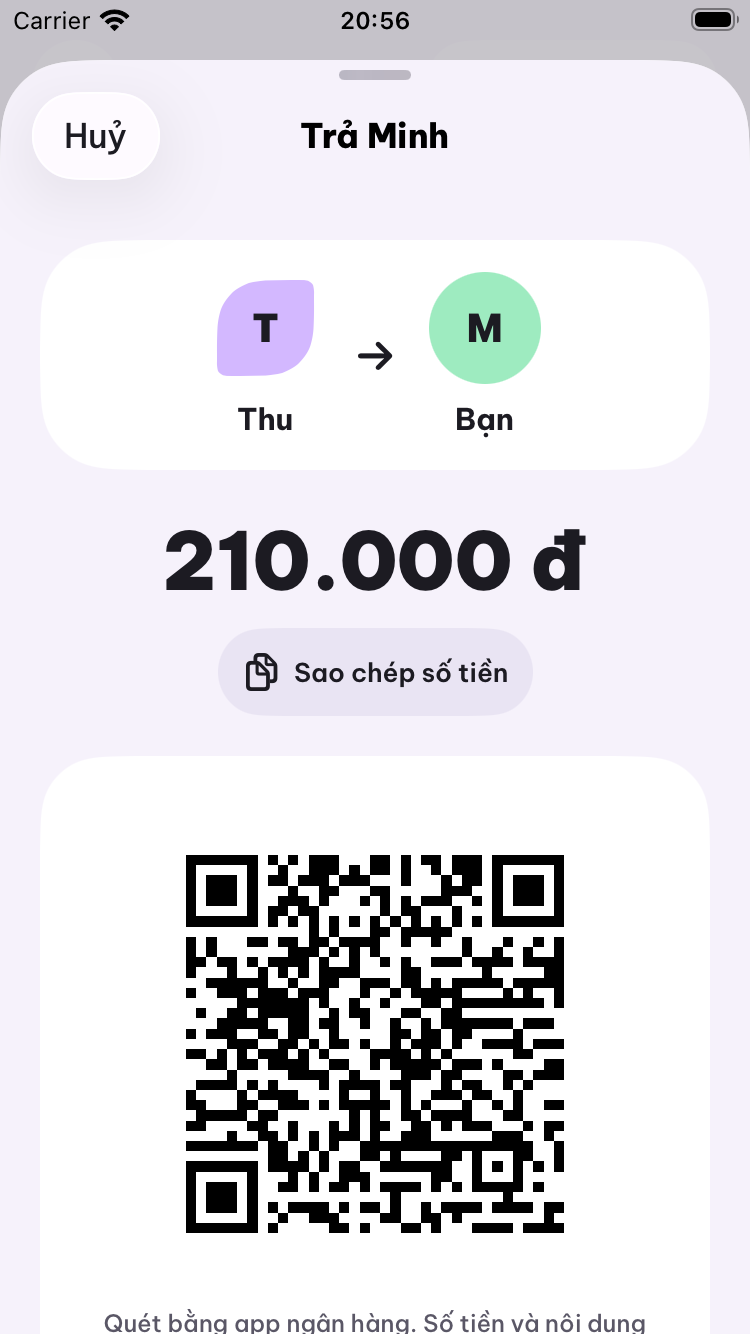 Carrier
20:56
Huỷ
Trả Minh
T
M
Thu
Bạn
210.000 đ
Sao chép số tiền
Quét bằng app ngân hàng. Số tiền và nội dung